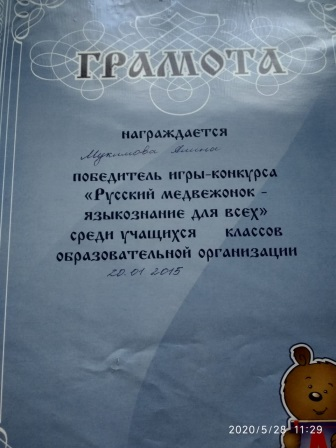 ГРАМОТА
награждается
Мукимова Алина
победитель игры-конкурса
«Русский медвежонок -
языкознание для всех»
среди учащихся классов
образовательной организации
20.01 2015
2020/5/28 11:29